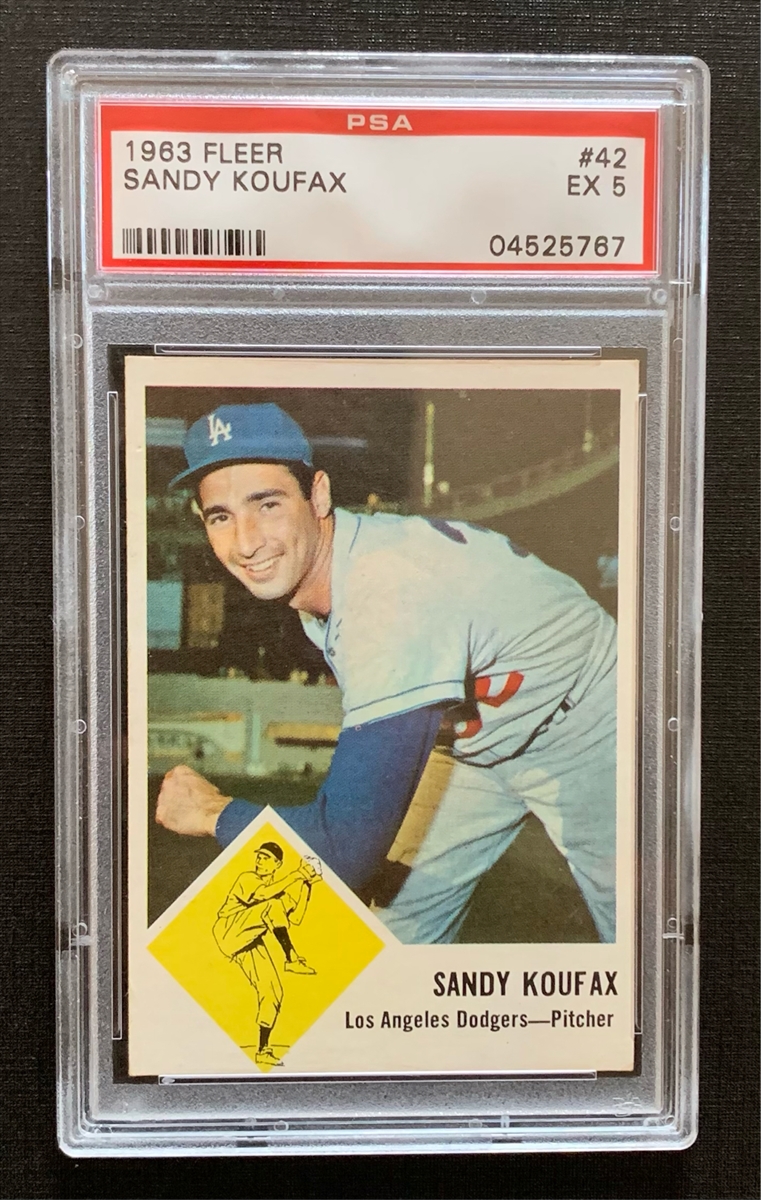 PSA
1963 FLEER #42
SANDY KOUFAX EX 5
04525767
LA
SANDY KOUFAX
Los Angeles Dodgers—Pitcher